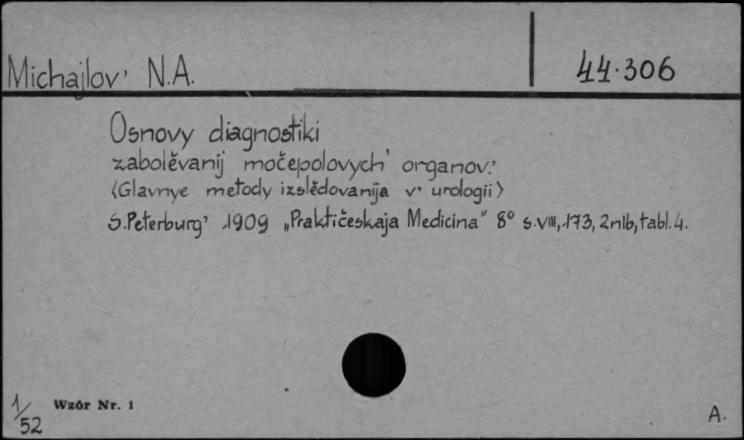 Michajlov' N.A.
44.306
Osnovy diagnostiki
zabolěvanij močepolovych' organov.'
(Glavnye metody izslědovanija v' urologii)
S.Peterburg' 1909 „Praktičeskaja Medicina" 8° s.VIII,173, 2nlb, tabl.4.
1/52
Wzór Nr. 1
A.